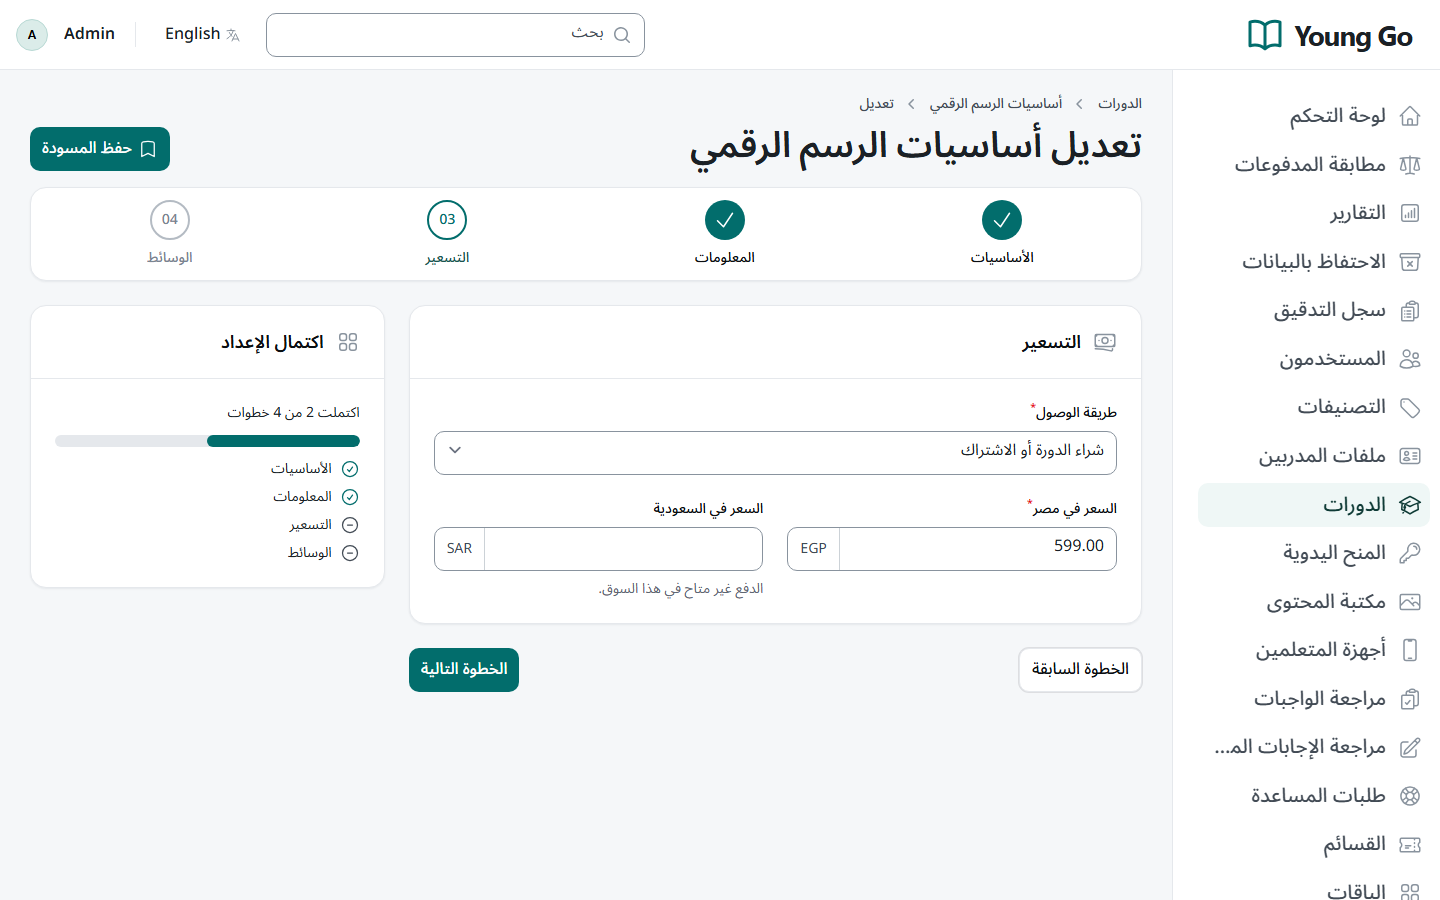 Young Go
بحث
English
Admin
A
لوحة التحكم
مطابقة المدفوعات
التقارير
الاحتفاظ بالبيانات
سجل التدقيق
المستخدمون
التصنيفات
ملفات المدربين
الدورات
المنح اليدوية
مكتبة المحتوى
أجهزة المتعلمين
مراجعة الواجبات
مراجعة الإجابات الم...
طلبات المساعدة
القسائم
الباقات
الدورات
أساسيات الرسم الرقمي
تعديل
تعديل أساسيات الرسم الرقمي
حفظ المسودة
الأساسيات
المعلومات
03
التسعير
04
الوسائط
التسعير
طريقة الوصول*
شراء الدورة أو الاشتراك
السعر في مصر*
599.00
EGP
السعر في السعودية
SAR
الدفع غير متاح في هذا السوق.
الخطوة السابقة
الخطوة التالية
اكتمال الإعداد
اكتملت 2 من 4 خطوات
الأساسيات
المعلومات
التسعير
الوسائط